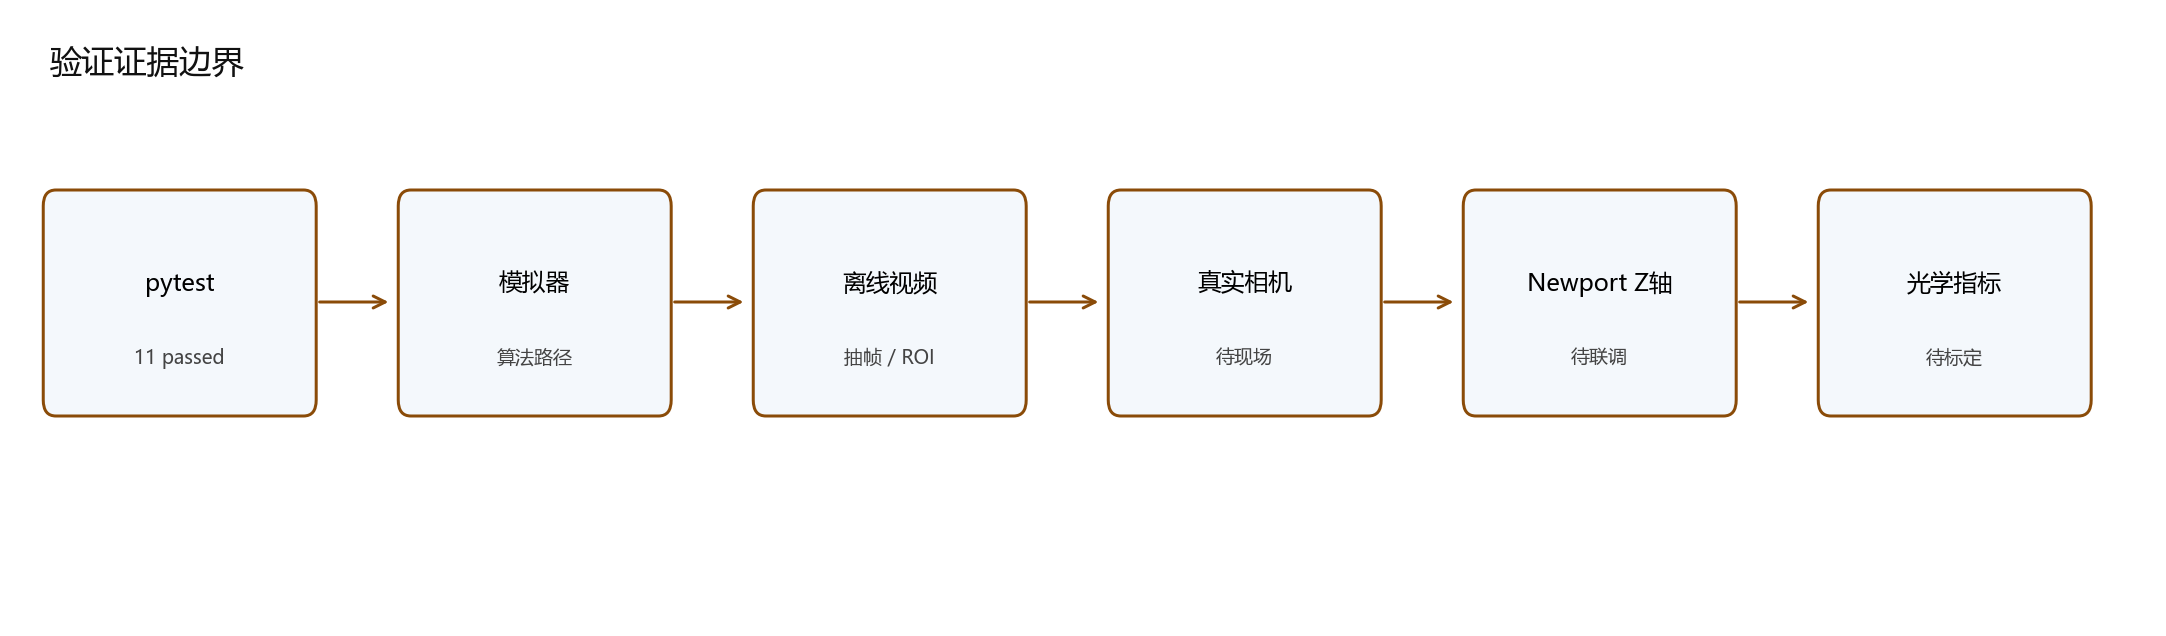 验证证据边界
pytest
11 passed
模拟器
算法路径
离线视频
抽帧 / ROI
真实相机
待现场
Newport Z轴
待联调
光学指标
待标定